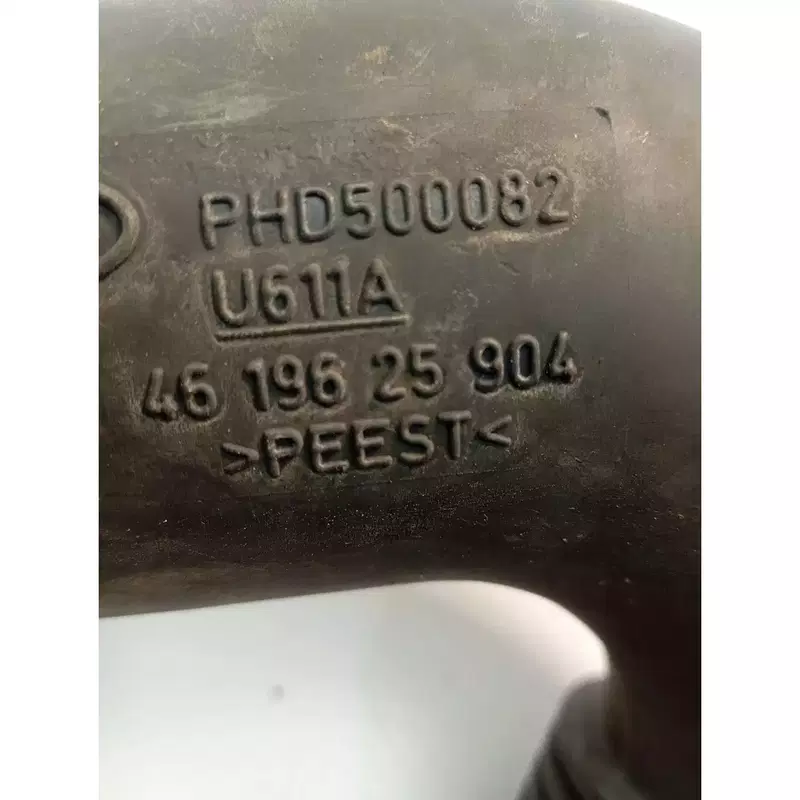 PHD500082
U611A
46 196 25 904
>PEEST<